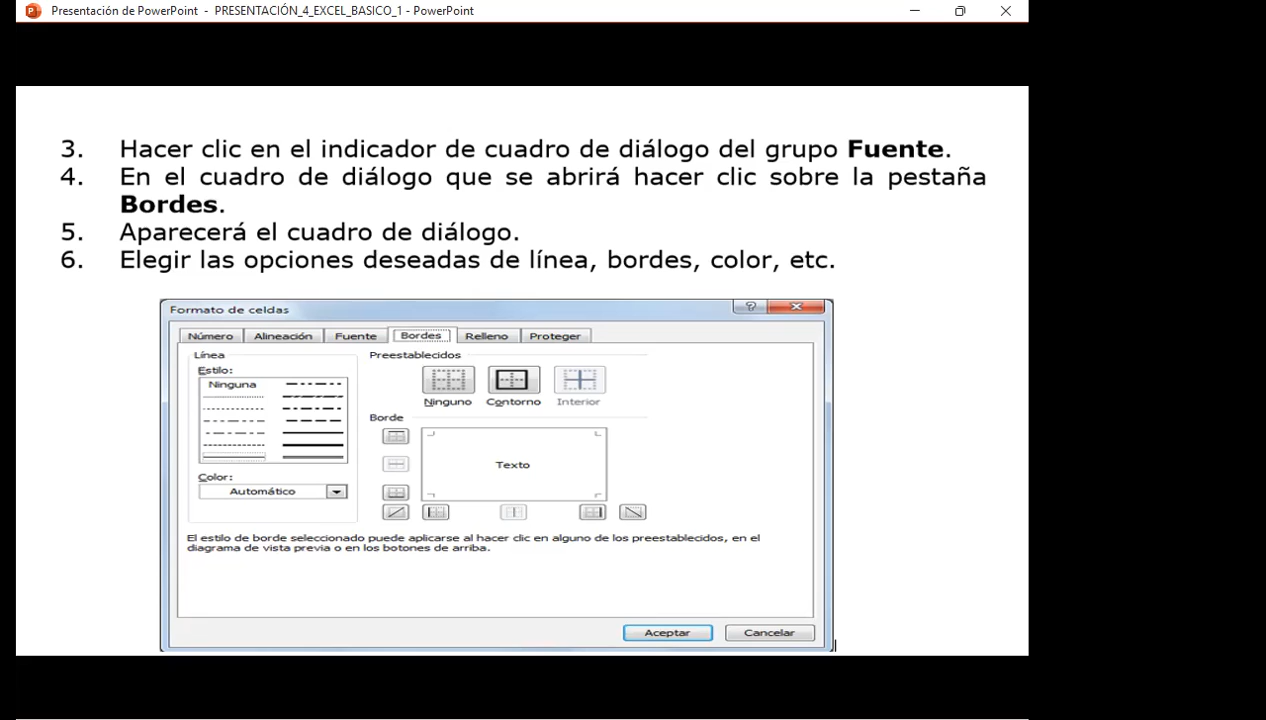 Presentación de PowerPoint - PRESENTACIÓN_4_EXCEL_BASICO_1 - PowerPoint
3. Hacer clic en el indicador de cuadro de diálogo del grupo Fuente.
4. En el cuadro de diálogo que se abrirá hacer clic sobre la pestaña
Bordes.
5. Aparecerá el cuadro de diálogo.
6. Elegir las opciones deseadas de línea, bordes, color, etc.
Formato de celdas
Número Alineación Fuente Bordes Relleno Proteger
Línea
Estilo:
Ninguna
Color:
Automático
Preestablecidos
Ninguno Contorno Interior
Borde
Texto
El estilo de borde seleccionado puede aplicarse al hacer clic en alguno de los preestablecidos, en el
diagrama de vista previa o en los botones de arriba.
Aceptar Cancelar